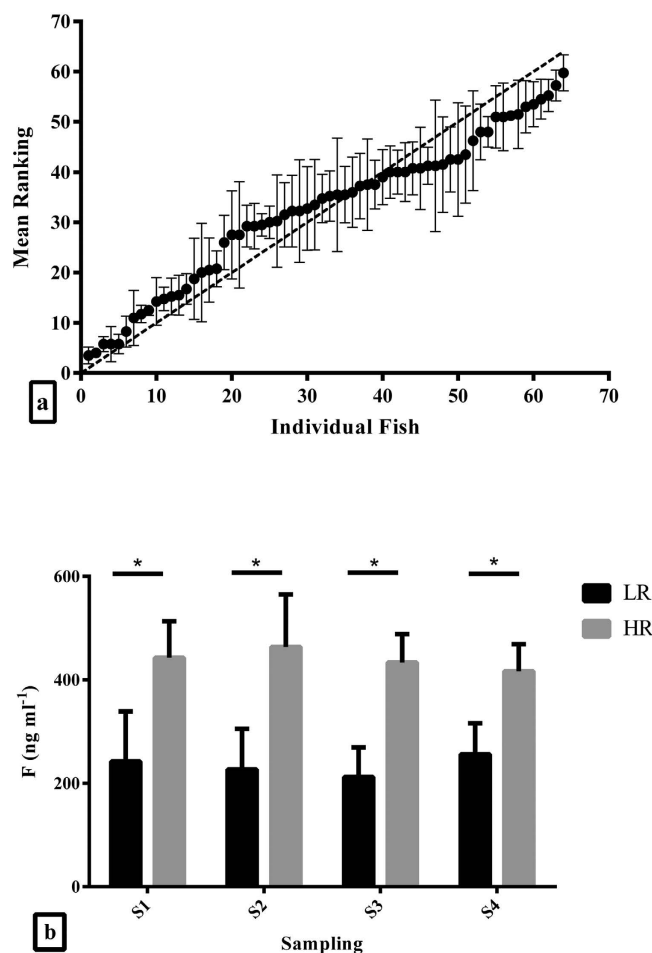 70
60
50
40
30
20
10
0
Mean Ranking
0 10 20 30 40 50 60 70
Individual Fish
a
* * * *
600
400
200
0
F (ng ml⁻¹)
LR
HR
S1 S2 S3 S4
Sampling
b